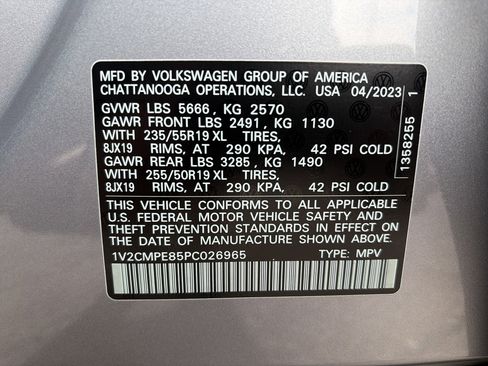 MFD BY VOLKSWAGEN GROUP OF AMERICA
CHATTANOOGA OPERATIONS, LLC. USA 04/2023
GVWR LBS 5666, KG 2570
GAWR FRONT LBS 2491, KG 1130
WITH 235/55R19 XL TIRES,
8JX19 RIMS, AT 290 KPA, 42 PSI COLD
GAWR REAR LBS 3285, KG 1490
WITH 255/50R19 XL TIRES,
8JX19 RIMS, AT 290 KPA, 42 PSI COLD
THIS VEHICLE CONFORMS TO ALL APPLICABLE
U.S. FEDERAL MOTOR VEHICLE SAFETY AND
THEFT PREVENTION STANDARDS IN EFFECT ON
THE DATE OF MANUFACTURE SHOWN ABOVE.
1V2CMPE85PC026965 TYPE: MPV
1358255 1